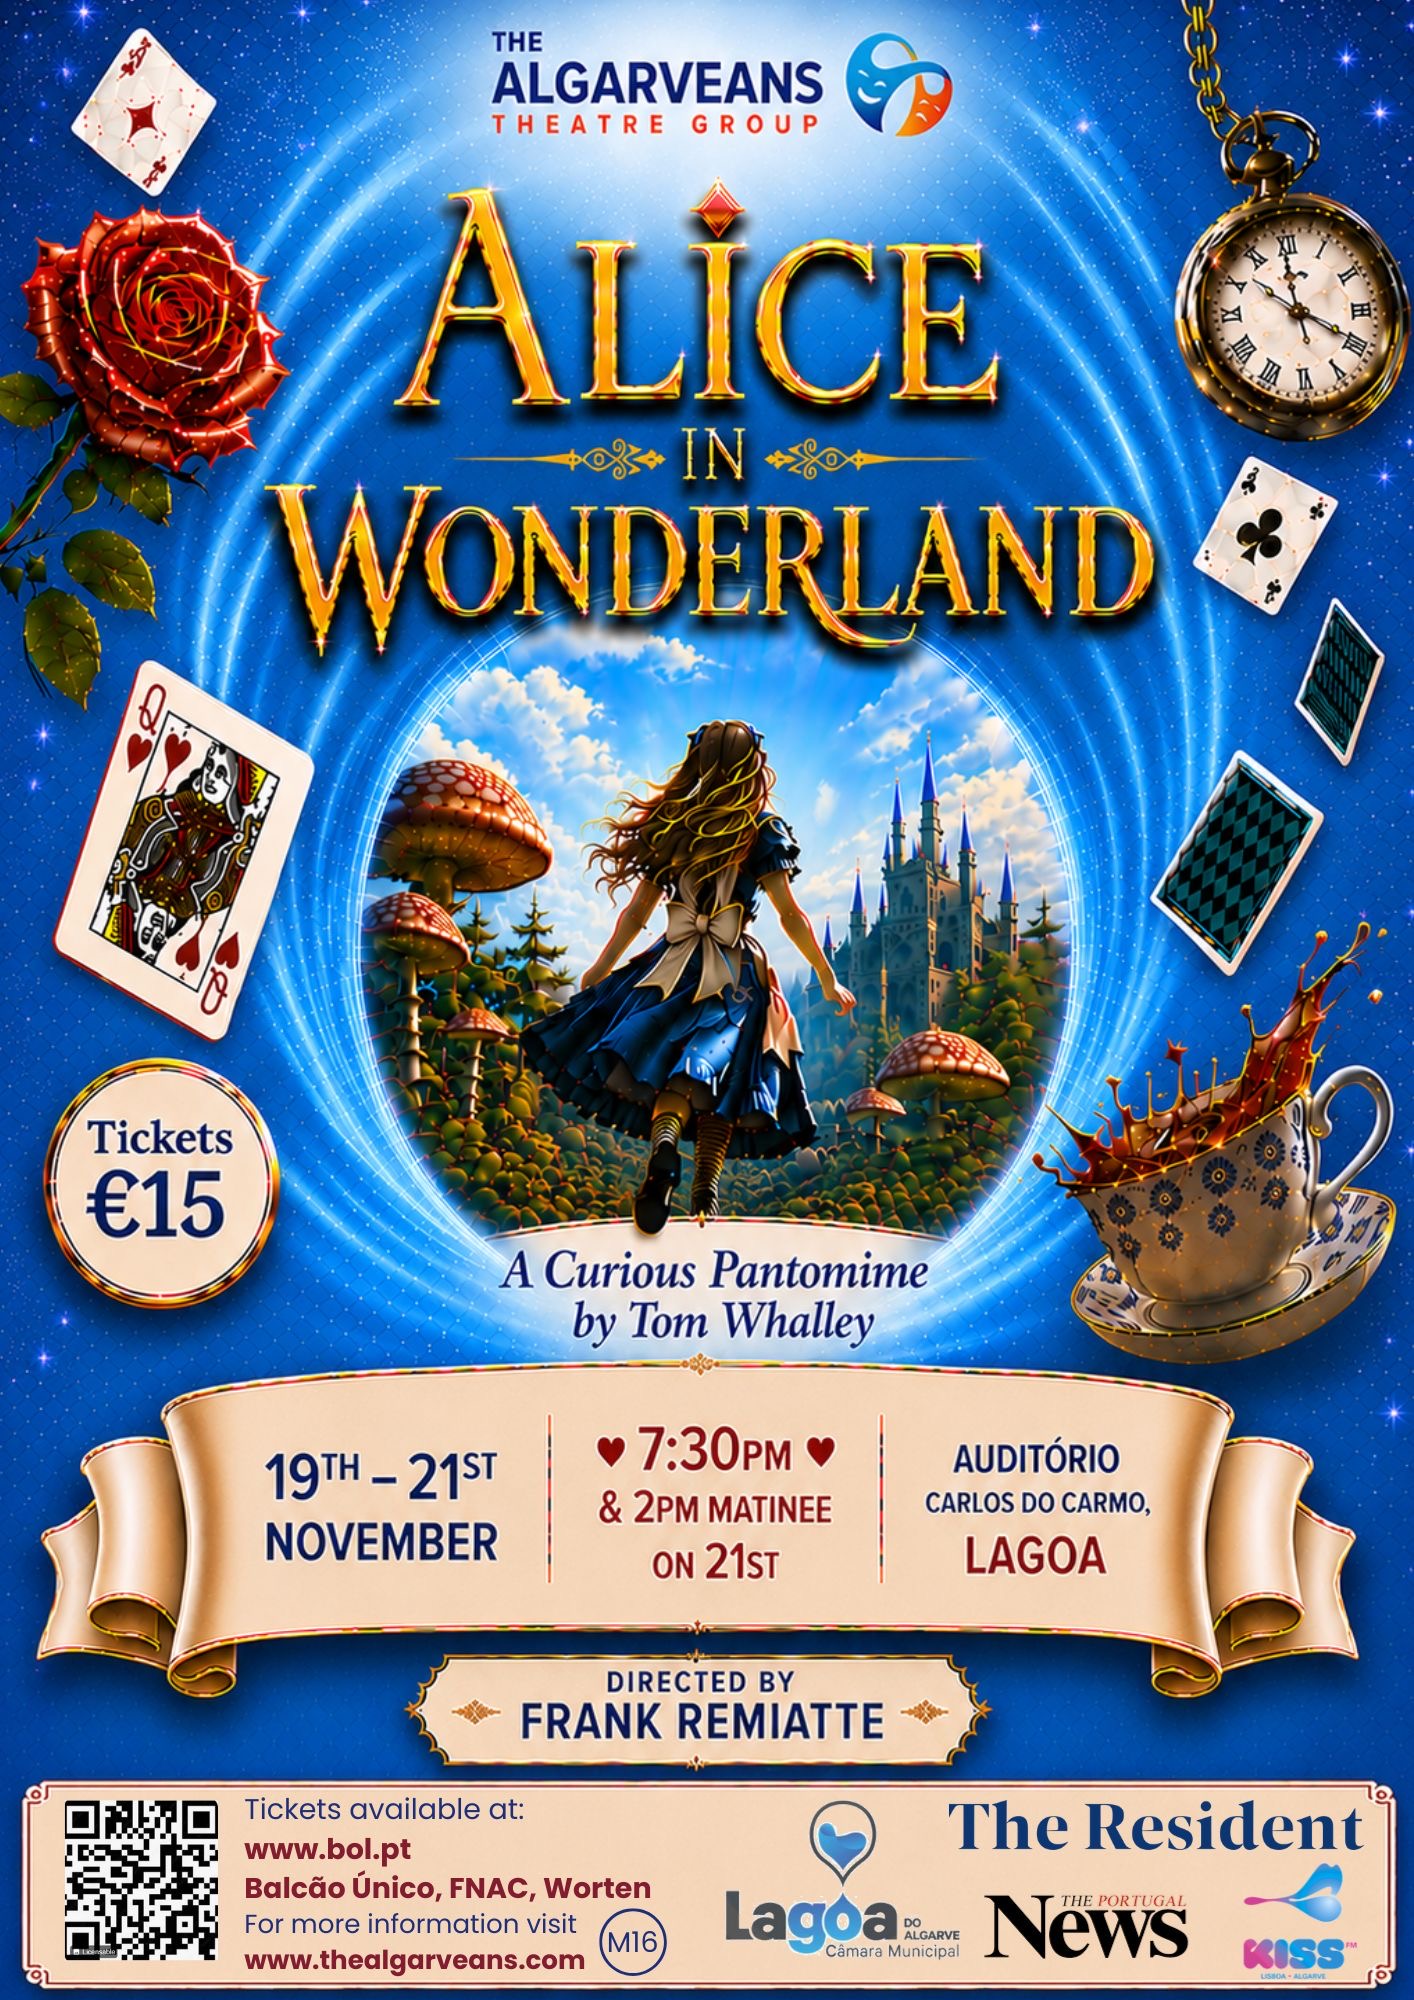 THE
ALGARVEANS
THEATRE GROUP
ALICE
IN
WONDERLAND
Q
Q
Tickets
€15
A Curious Pantomime
by Tom Whalley
19TH – 21ST
NOVEMBER
♥ 7:30PM ♥
& 2PM MATINEE
ON 21ST
AUDITÓRIO
CARLOS DO CARMO,
LAGOA
DIRECTED BY
FRANK REMIATTE
Tickets available at:
www.bol.pt
Balcão Único, FNAC, Worten
For more information visit
www.thealgarveans.com
M16
Lagoa DO ALGARVE
Câmara Municipal
The Resident
THE PORTUGAL
News
KISS FM
LISBOA - ALGARVE